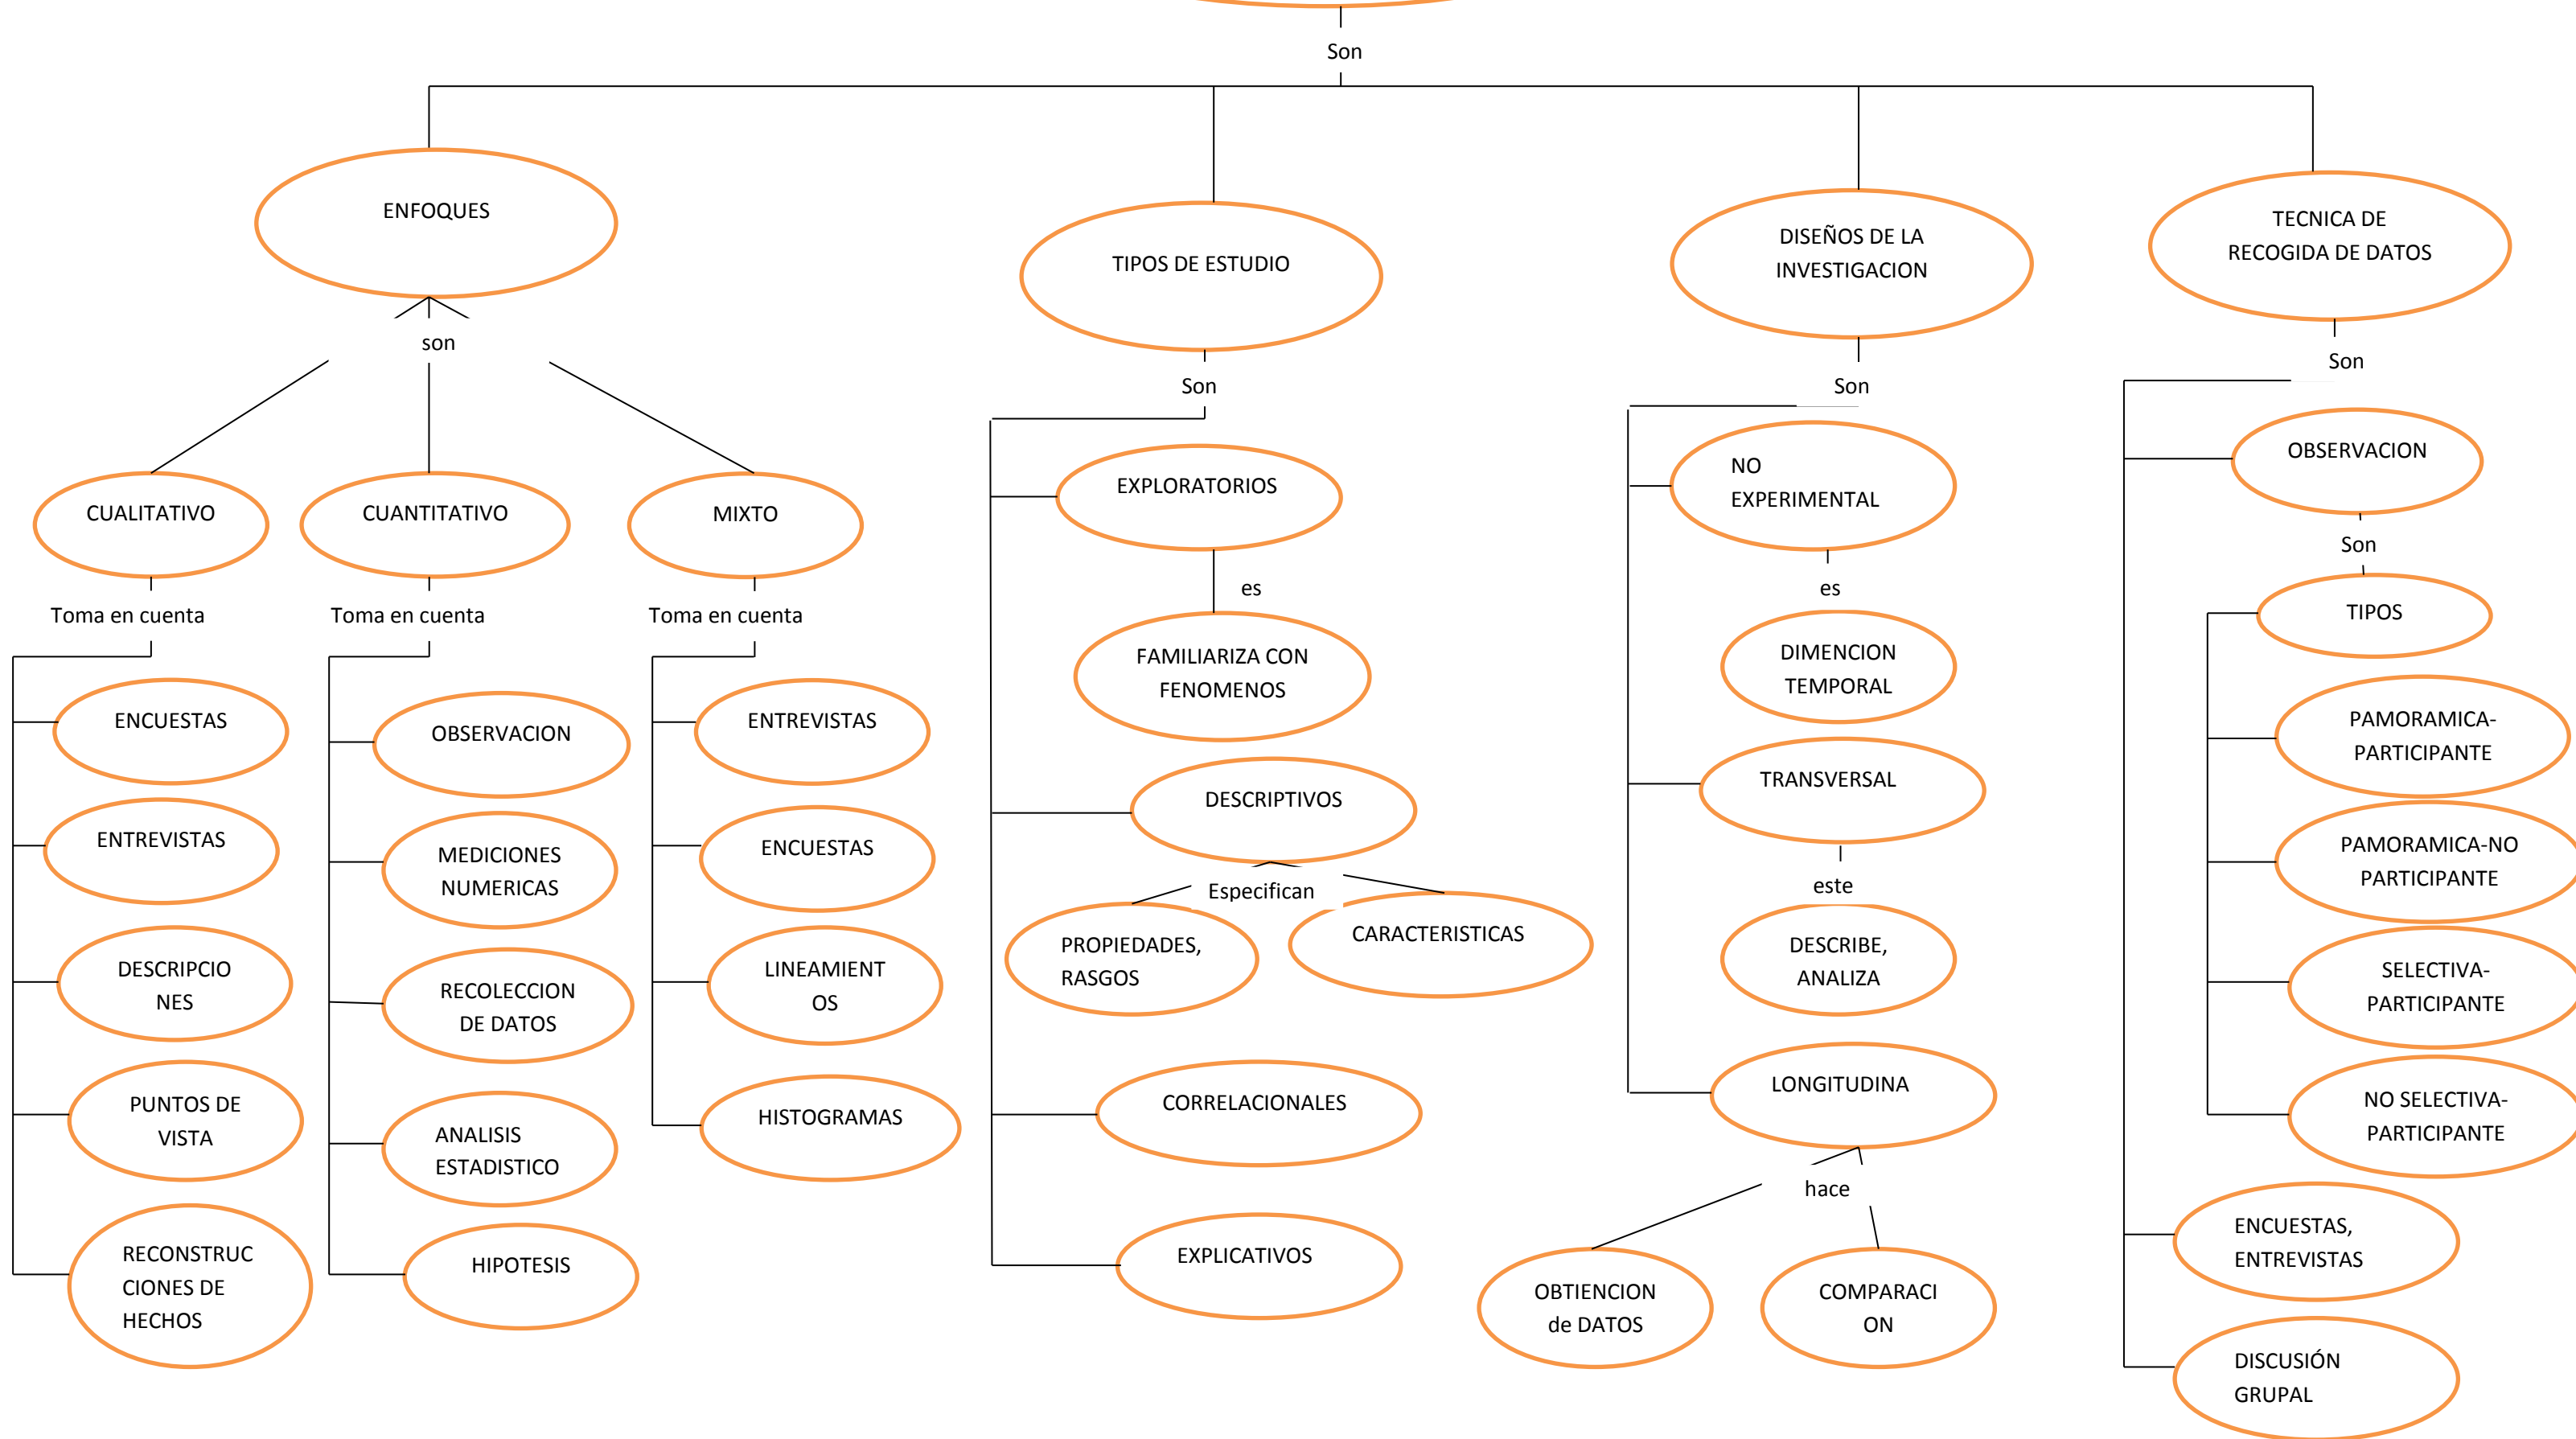 Son
ENFOQUES
son
CUALITATIVO
Toma en cuenta
ENCUESTAS
ENTREVISTAS
DESCRIPCIO
NES
PUNTOS DE
VISTA
RECONSTRUC
CIONES DE
HECHOS
CUANTITATIVO
Toma en cuenta
OBSERVACION
MEDICIONES
NUMERICAS
RECOLECCION
DE DATOS
ANALISIS
ESTADISTICO
HIPOTESIS
MIXTO
Toma en cuenta
ENTREVISTAS
ENCUESTAS
LINEAMIENT
OS
HISTOGRAMAS
TIPOS DE ESTUDIO
Son
EXPLORATORIOS
es
FAMILIARIZA CON
FENOMENOS
DESCRIPTIVOS
Especifican
PROPIEDADES,
RASGOS
CARACTERISTICAS
CORRELACIONALES
EXPLICATIVOS
DISEÑOS DE LA
INVESTIGACION
Son
NO
EXPERIMENTAL
es
DIMENCION
TEMPORAL
TRANSVERSAL
este
DESCRIBE,
ANALIZA
LONGITUDINA
hace
OBTIENCION
de DATOS
COMPARACI
ON
TECNICA DE
RECOGIDA DE DATOS
Son
OBSERVACION
Son
TIPOS
PAMORAMICA-
PARTICIPANTE
PAMORAMICA-NO
PARTICIPANTE
SELECTIVA-
PARTICIPANTE
NO SELECTIVA-
PARTICIPANTE
ENCUESTAS,
ENTREVISTAS
DISCUSIÓN
GRUPAL